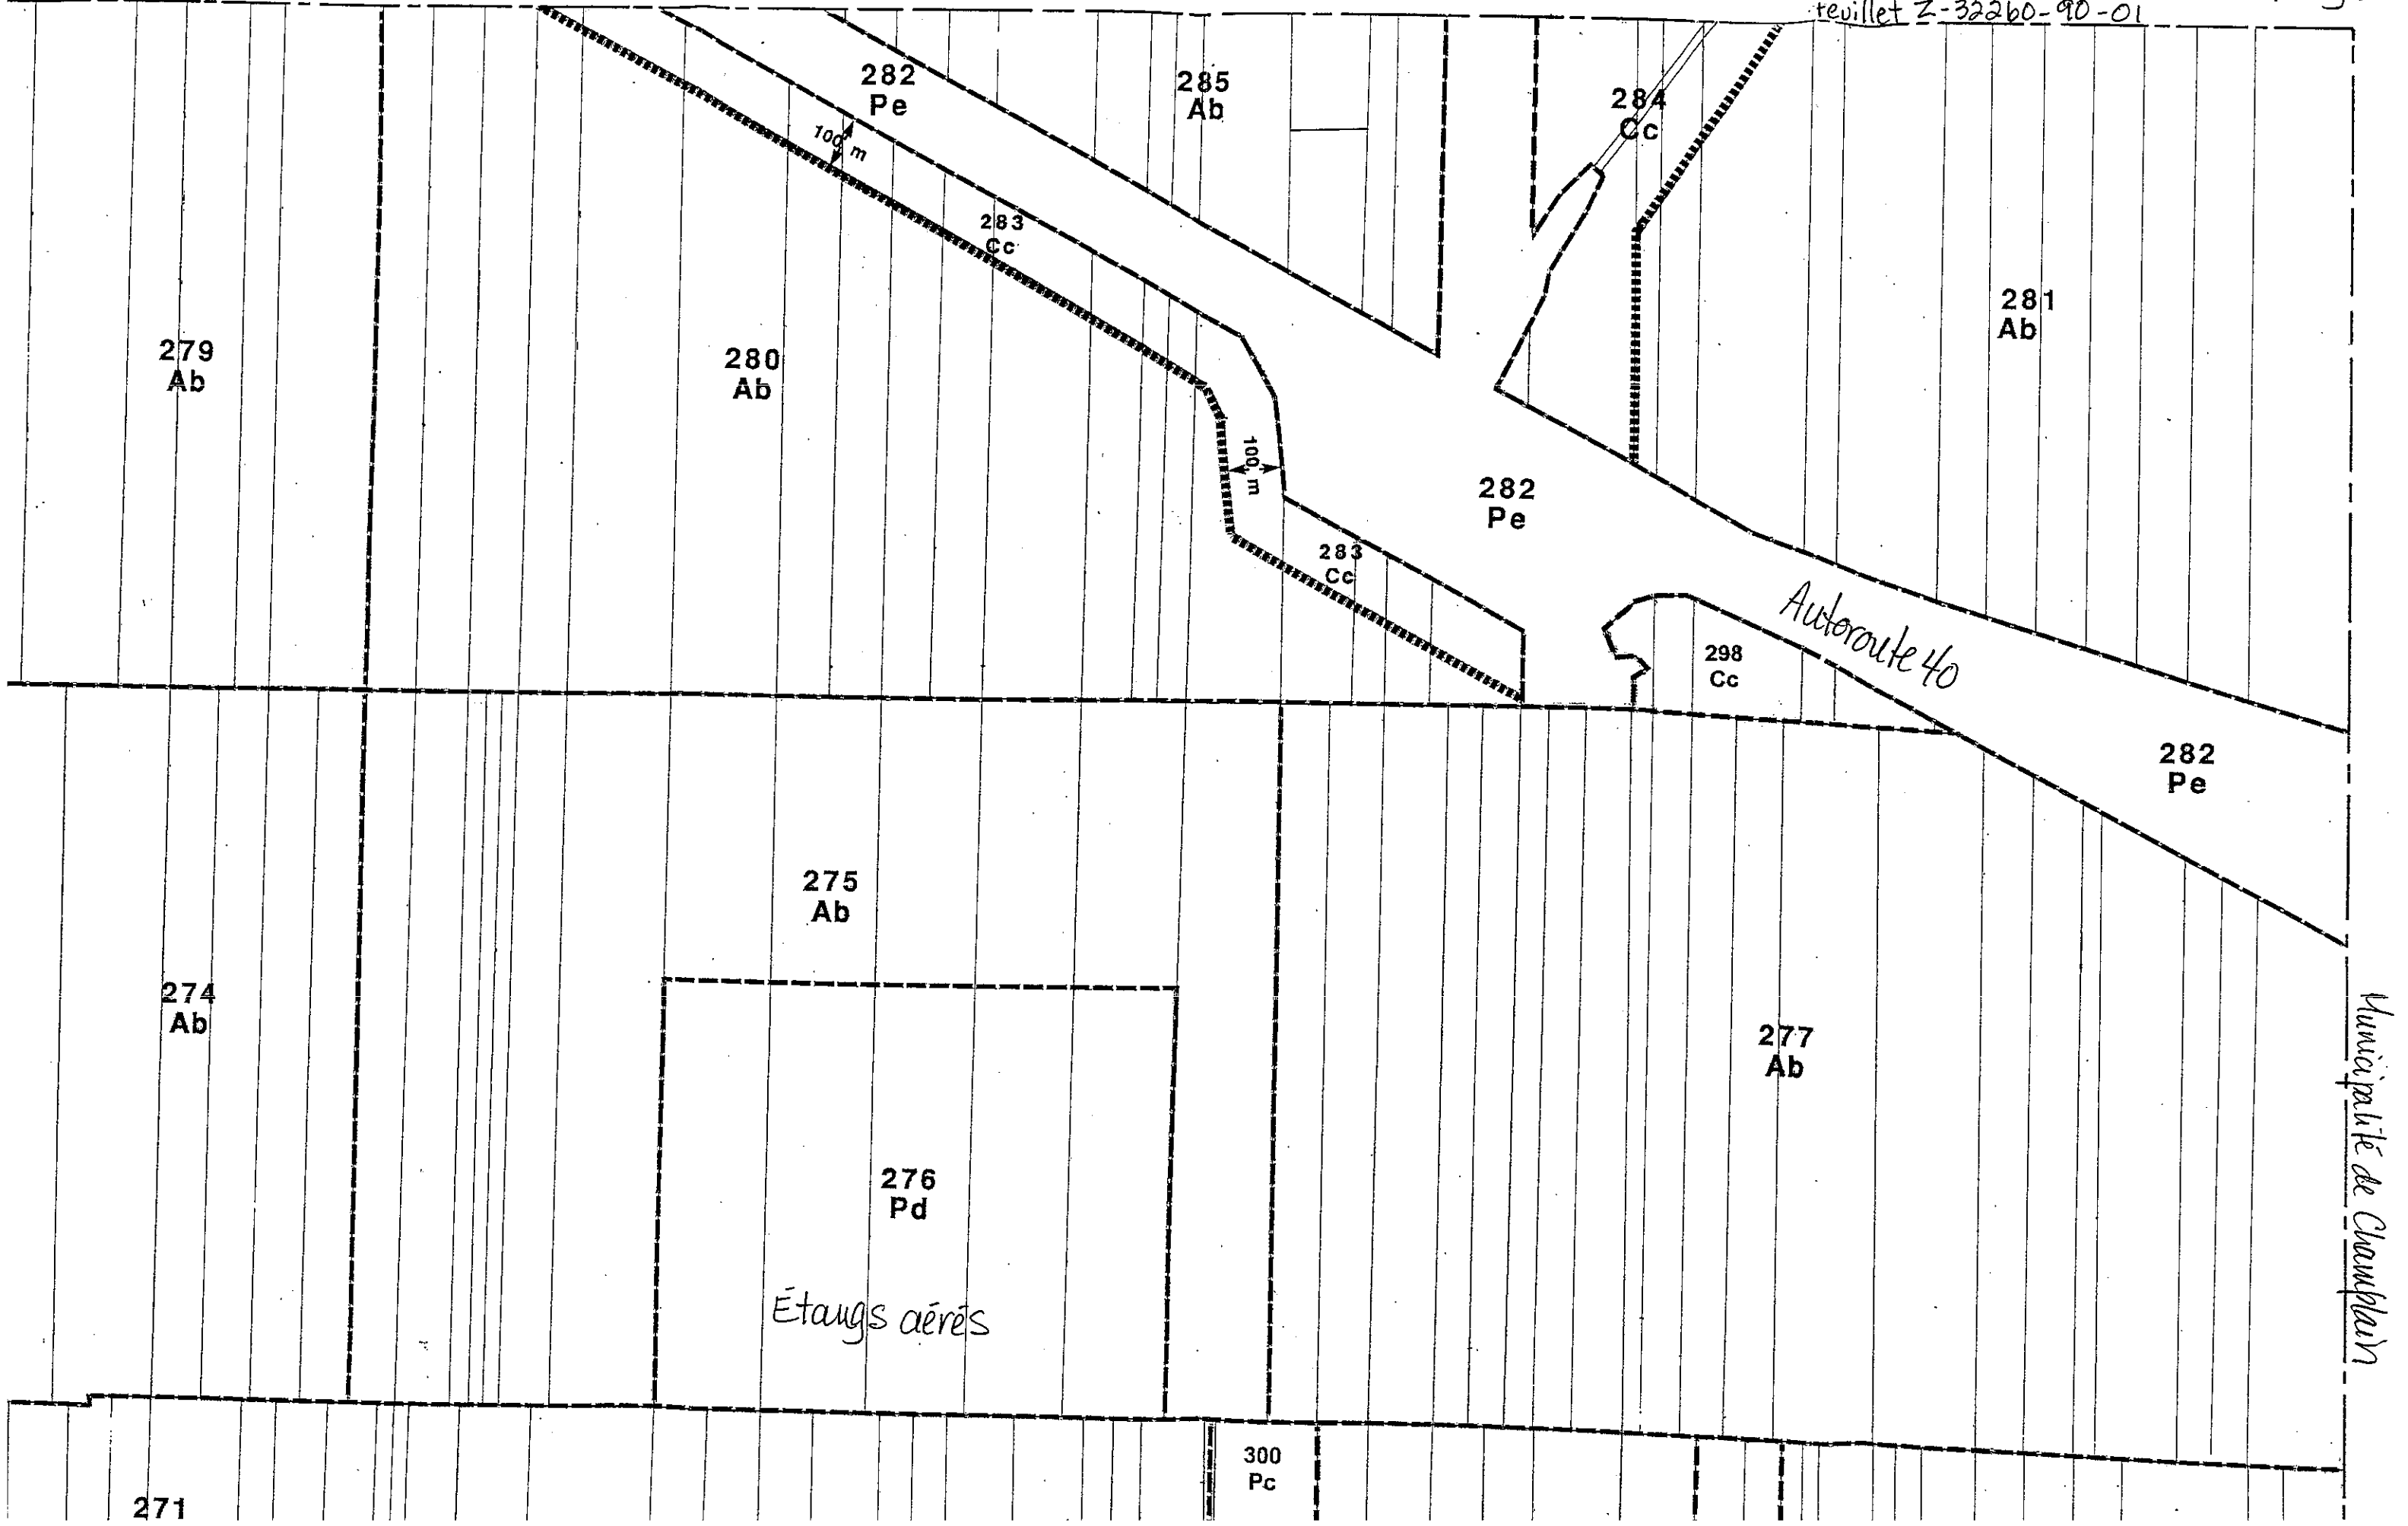 feuillet Z-32260-90-01
282
Pe
285
Ab
284
Cc
100, m
283
Cc
281
Ab
279
Ab
280
Ab
100, m
282
Pe
283
Cc
Autoroute 40
298
Cc
282
Pe
275
Ab
274
Ab
277
Ab
Municipalité de Champlain
276
Pd
Étangs aérés
300
Pc
271